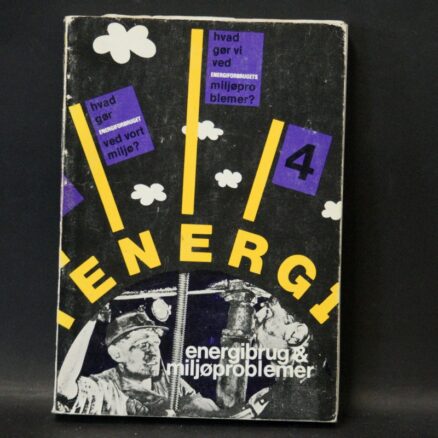 hvad
gør vi
ved
ENERGIFORBRUGETS
miljøpro
blemer?
hvad
gør
ENERGIFORBRUGET
ved vort
miljø?
4
ENERGI
energibrug &
miljøproblemer